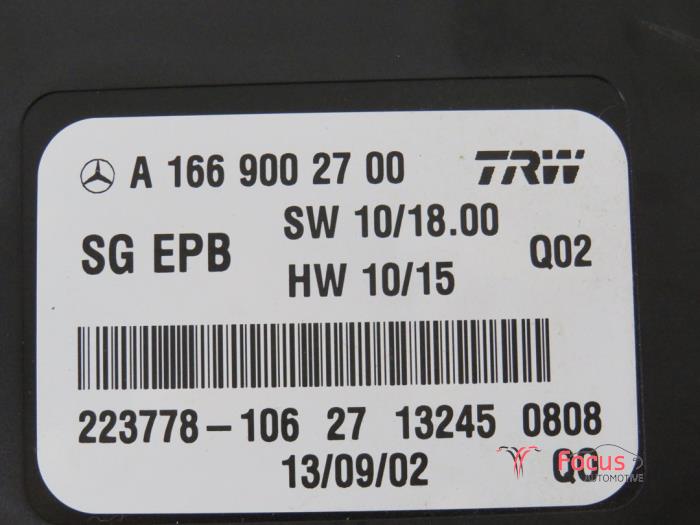 A 166 900 27 00 TRW
SW 10/18.00
SG EPB Q02
HW 10/15
223778-106 27 13245 0808
13/09/02
Focus
AUTOMOTIVE